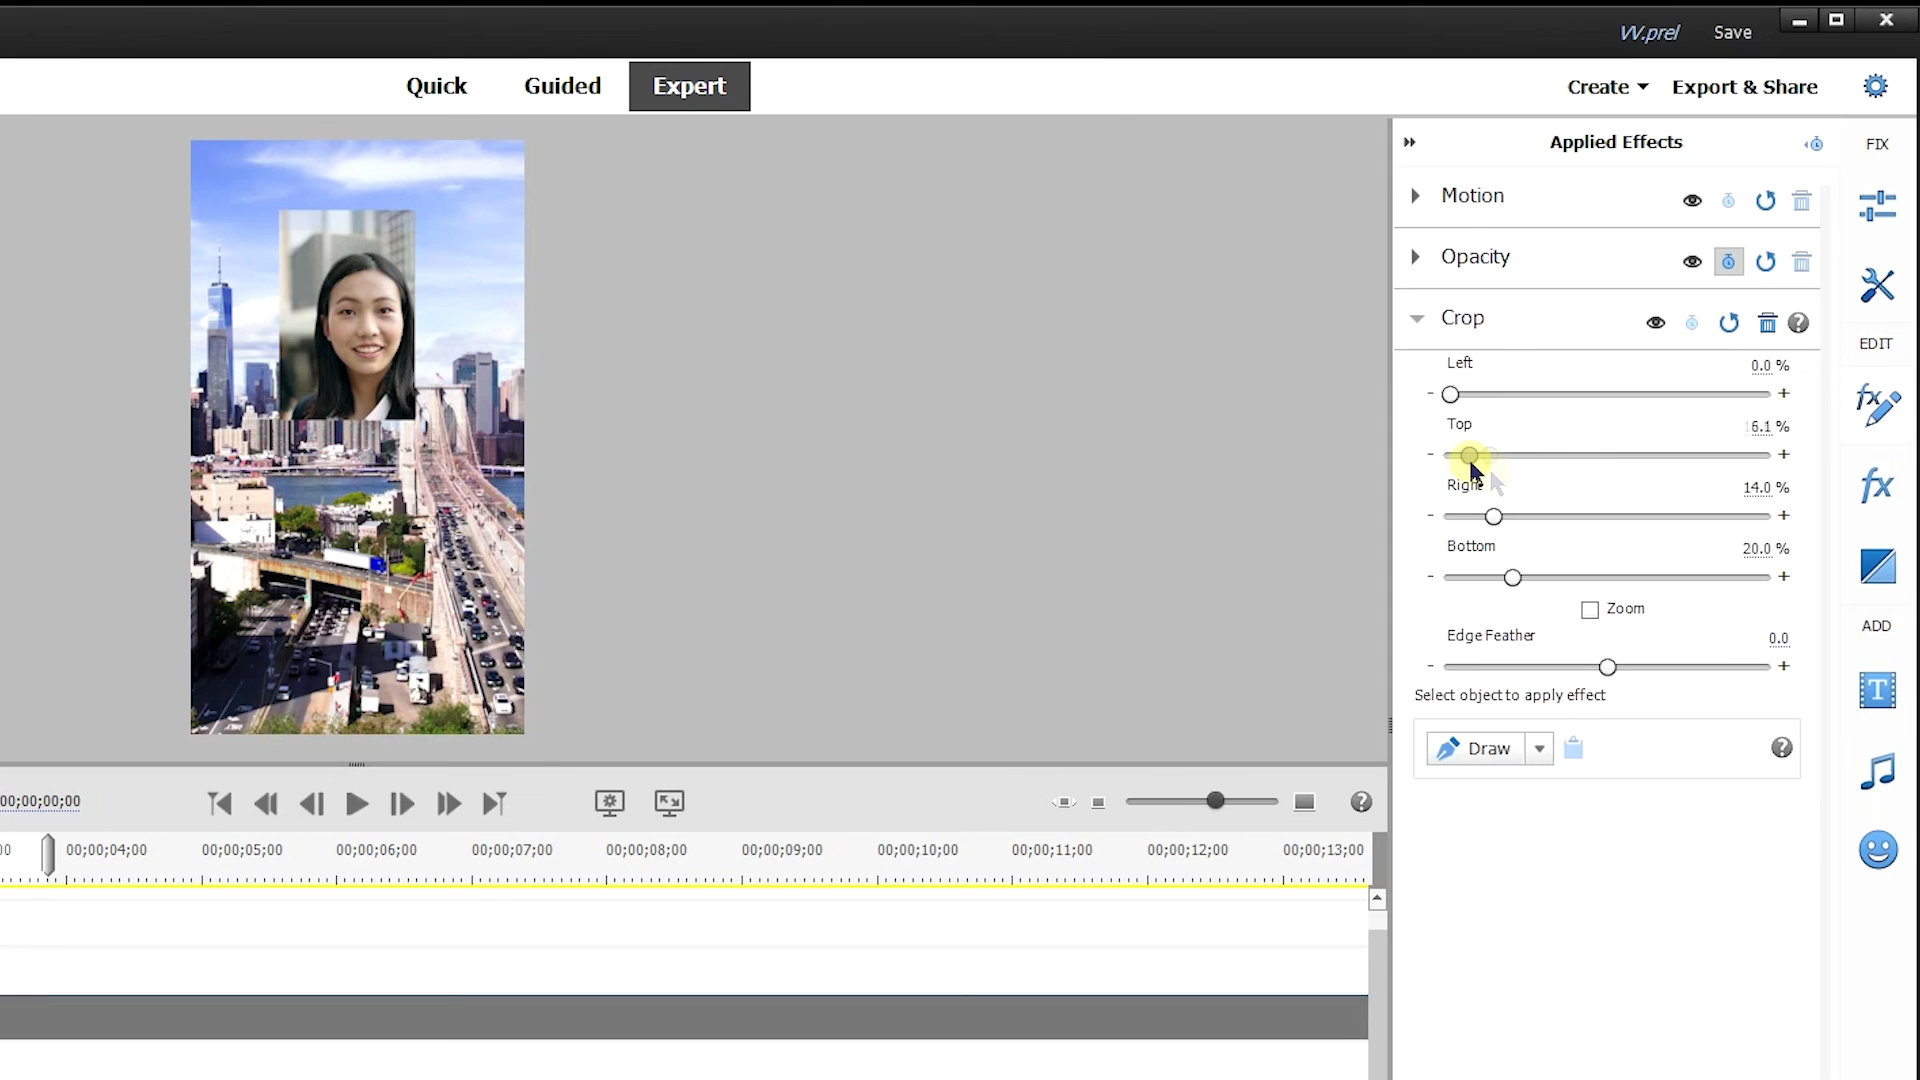 VV.prel Save
Quick Guided Expert Create Export & Share
Applied Effects FIX
Motion
Opacity
Crop
EDIT
Left 0.0 %
Top 6.1 %
Right 14.0 %
Bottom 20.0 %
Zoom
ADD
Edge Feather 0.0
Select object to apply effect
T
Draw
00;00;00;00
00;00;04;00 00;00;05;00 00;00;06;00 00;00;07;00 00;00;08;00 00;00;09;00 00;00;10;00 00;00;11;00 00;00;12;00 00;00;13;00